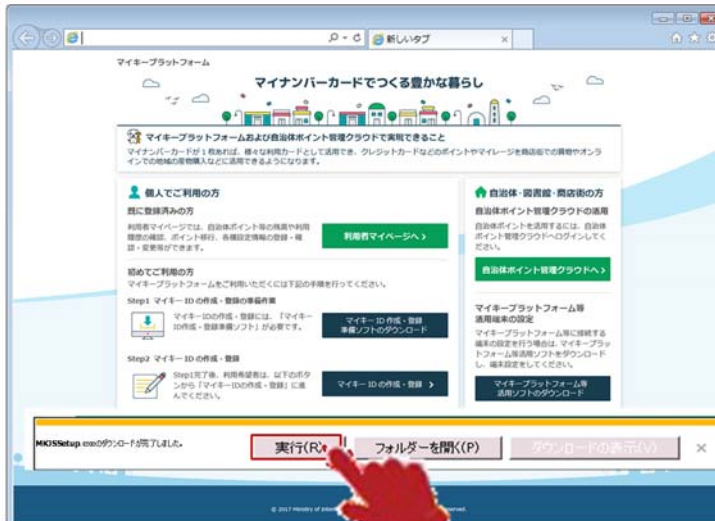 新しいタブ
マイキープラットフォーム
マイナンバーカードでつくる豊かな暮らし
マイキープラットフォームおよび自治体ポイント管理クラウドで実現できること
マイナンバーカードが1枚あれば、様々な利用カードとして活用でき、クレジットカードなどのポイントやマイレージを商店街での買物やオンラインでの地域の産物購入などに活用できるようになります。
個人でご利用の方
既に登録済みの方
利用者マイページでは、自治体ポイント等の残高や利用
履歴の確認、ポイント移行、各種設定情報の登録・確
認・変更等ができます。
利用者マイページへ
初めてご利用の方
マイキープラットフォームをご利用いただくには下記の手順を行ってください。
Step1 マイキーIDの作成・登録の準備作業
マイキーIDの作成・登録には、「マイキー
ID作成・登録準備ソフト」が必要です。
マイキーID作成・登録
準備ソフトのダウンロード
Step2 マイキーIDの作成・登録
Step1完了後、利用希望者は、以下のボタ
ンから「マイキーIDの作成・登録」に進
んでください。
マイキーIDの作成・登録
自治体・図書館・商店街の方
自治体ポイント管理クラウドの活用
自治体ポイントを活用するには、自治体
ポイント管理クラウドへログインしてく
ださい。
自治体ポイント管理クラウドへ
マイキープラットフォーム等
活用端末の設定
マイキープラットフォーム等に接続する
端末の設定を行う場合は、マイキープラッ
トフォーム等活用ソフトをダウンロード
し、端末設定をしてください。
マイキープラットフォーム等
活用ソフトのダウンロード
MKJSSetup.exeのダウンロードが完了しました。
実行(R)
フォルダーを開く(P)
ダウンロードの表示(V)
© 2017 Ministry of